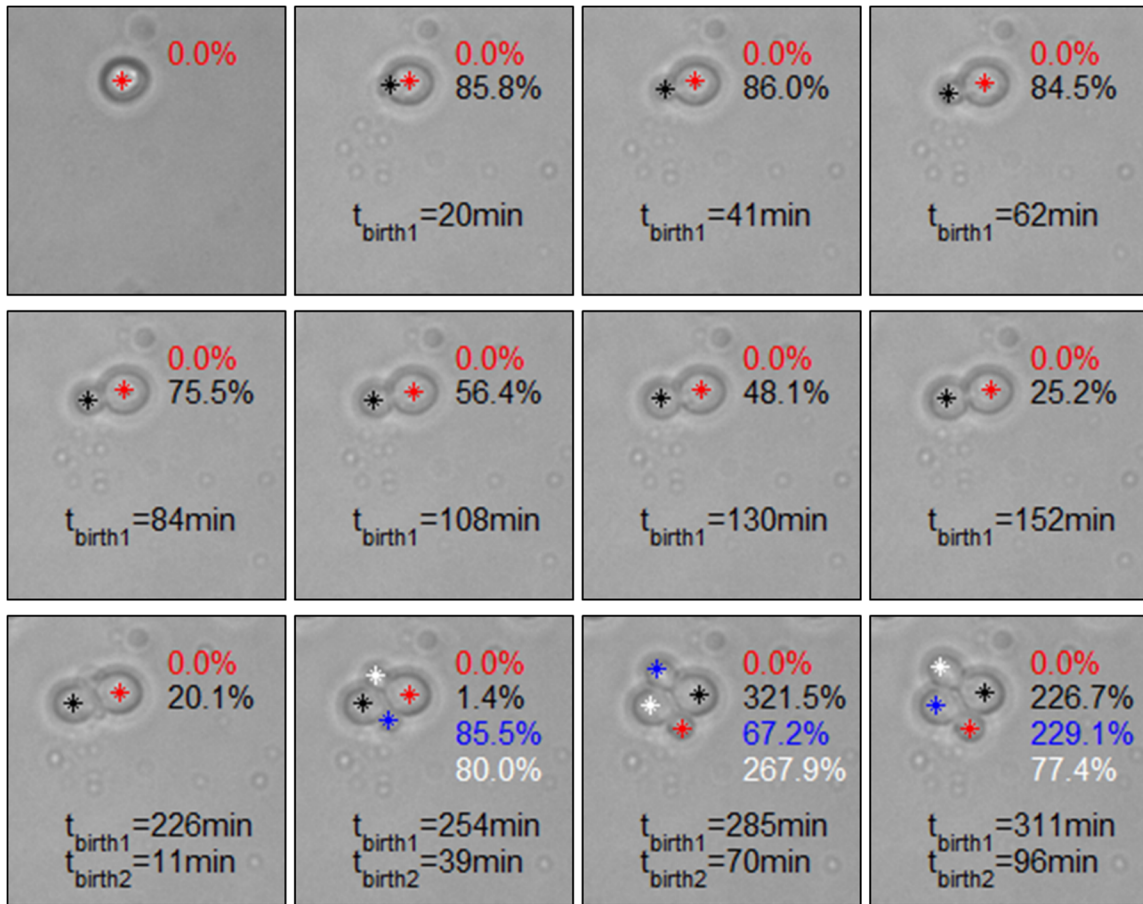 0.0%
0.0%
85.8%
t_birth1=20min
0.0%
86.0%
t_birth1=41min
0.0%
84.5%
t_birth1=62min
0.0%
75.5%
t_birth1=84min
0.0%
56.4%
t_birth1=108min
0.0%
48.1%
t_birth1=130min
0.0%
25.2%
t_birth1=152min
0.0%
20.1%
t_birth1=226min
t_birth2=11min
0.0%
1.4%
85.5%
80.0%
t_birth1=254min
t_birth2=39min
0.0%
321.5%
67.2%
267.9%
t_birth1=285min
t_birth2=70min
0.0%
226.7%
229.1%
77.4%
t_birth1=311min
t_birth2=96min